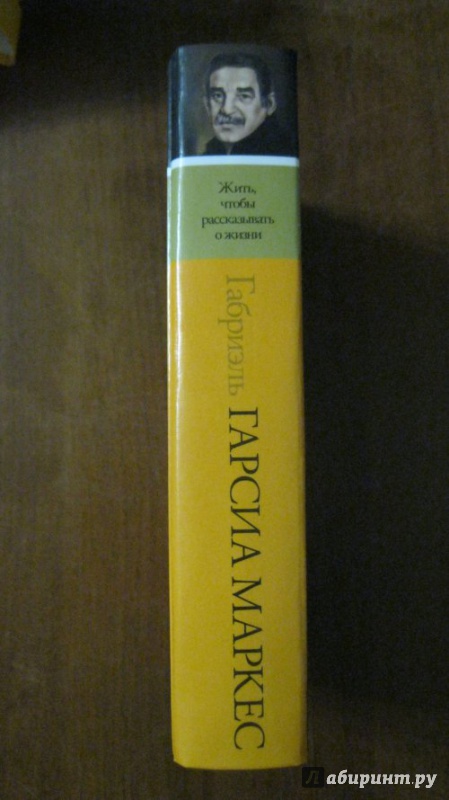 Жить,
чтобы
рассказывать
о жизни
Габриэль ГАРСИА МАРКЕС
Лабиринт.ру